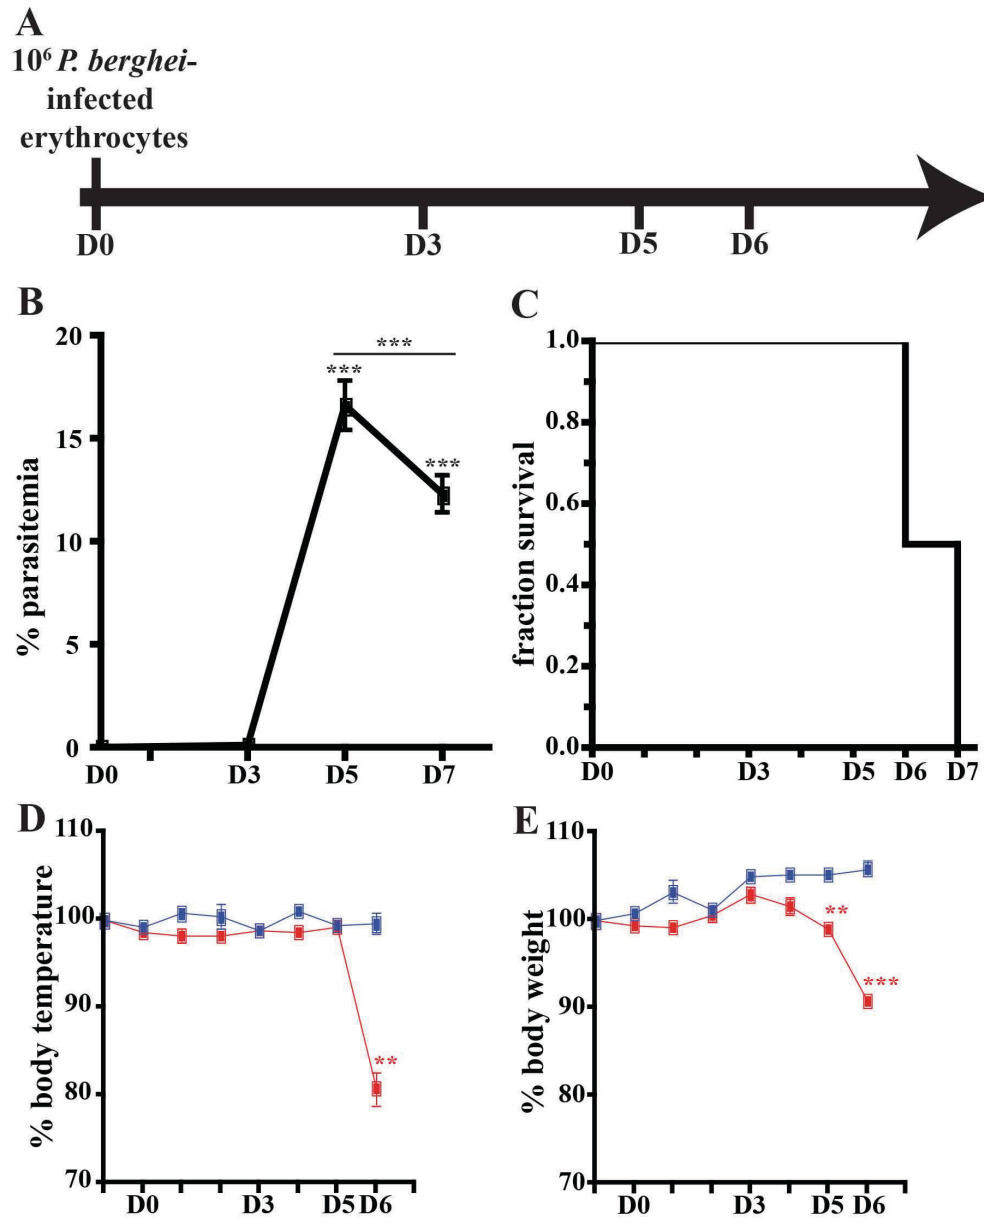 A
10⁶ P. berghei-
infected
erythrocytes
D0 D3 D5 D6
B
% parasitemia
20
15
10
5
0
***
***
***
D0 D3 D5 D7
C
fraction survival
1.0
0.8
0.6
0.4
0.2
0.0
D0 D3 D5 D6 D7
D
% body temperature
110
100
90
80
70
**
D0 D3 D5 D6
E
% body weight
110
100
90
80
70
**
***
D0 D3 D5 D6